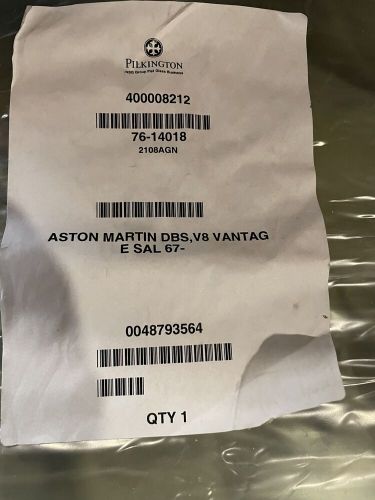 PILKINGTON
NSG Group Flat Glass Business
400008212
76-14018
2108AGN
ASTON MARTIN DBS,V8 VANTAG
E SAL 67-
0048793564
QTY 1